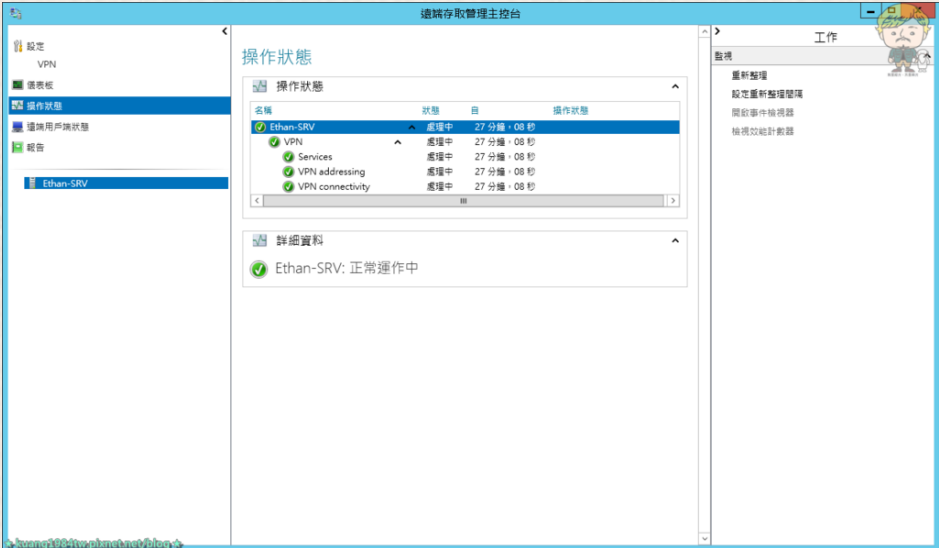 遠端存取管理主控台
設定
VPN
儀表板
操作狀態
遠端用戶端狀態
報告
Ethan-SRV
操作狀態
操作狀態
名稱 狀態 自 操作狀態
Ethan-SRV 處理中 27 分鐘，08 秒
VPN 處理中 27 分鐘，08 秒
Services 處理中 27 分鐘，08 秒
VPN addressing 處理中 27 分鐘，08 秒
VPN connectivity 處理中 27 分鐘，08 秒
詳細資料
Ethan-SRV: 正常運作中
工作
監視
重新整理
設定重新整理間隔
開啟事件檢視器
檢視效能計數器
kuang1984tw.pixnet.net/blog